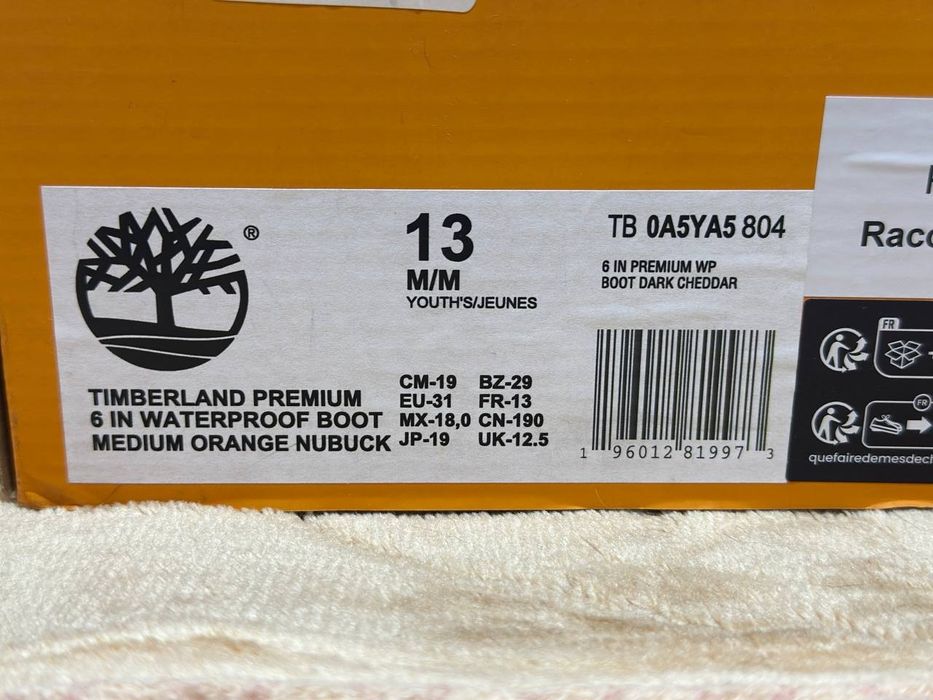 ®
13
M/M
YOUTH'S/JEUNES
TB 0A5YA5 804
6 IN PREMIUM WP
BOOT DARK CHEDDAR
TIMBERLAND PREMIUM
6 IN WATERPROOF BOOT
MEDIUM ORANGE NUBUCK
CM-19 BZ-29
EU-31 FR-13
MX-18,0 CN-190
JP-19 UK-12.5
1 96012 81997 3
FR
FR